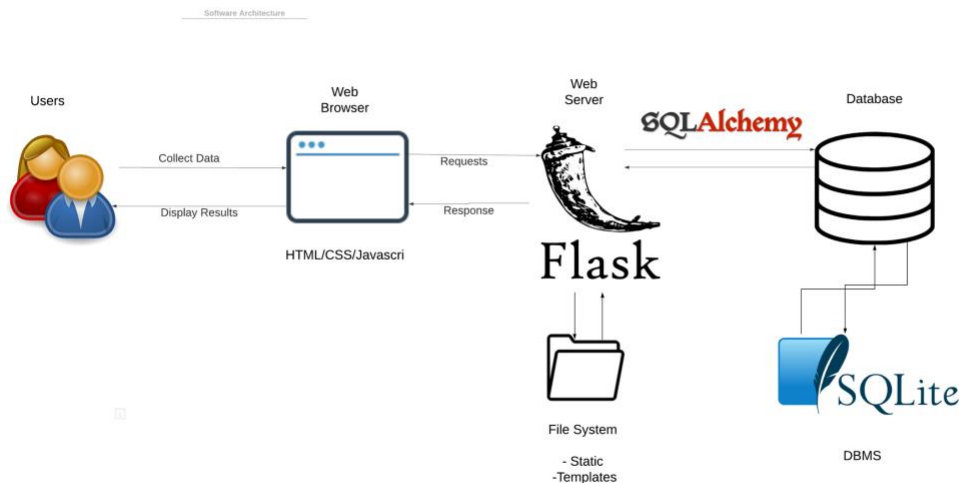 Software Architecture
Users
Web
Browser
Web
Server
Database
SQLAlchemy
Collect Data
Requests
Display Results
Response
HTML/CSS/Javascri
Flask
SQLite
File System
DBMS
- Static
-Templates